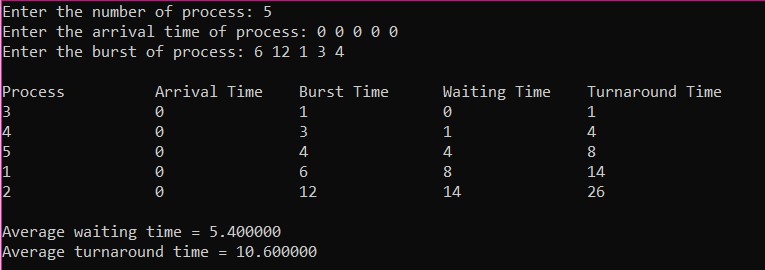 Enter the number of process: 5
Enter the arrival time of process: 0 0 0 0 0
Enter the burst of process: 6 12 1 3 4
Process Arrival Time Burst Time Waiting Time Turnaround Time
3 0 1 0 1
4 0 3 1 4
5 0 4 4 8
1 0 6 8 14
2 0 12 14 26
Average waiting time = 5.400000
Average turnaround time = 10.600000